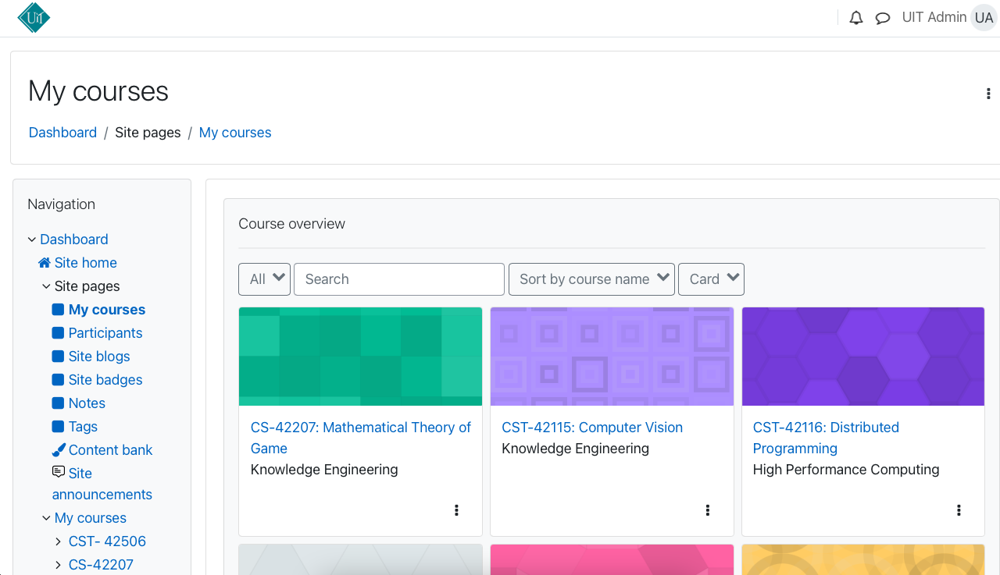 UiT
UIT Admin UA
My courses
Dashboard / Site pages / My courses
Navigation
Dashboard
Site home
Site pages
My courses
Participants
Site blogs
Site badges
Notes
Tags
Content bank
Site
announcements
My courses
CST- 42506
CS-42207
Course overview
All Search Sort by course name Card
CS-42207: Mathematical Theory of
Game
Knowledge Engineering
CST-42115: Computer Vision
Knowledge Engineering
CST-42116: Distributed
Programming
High Performance Computing